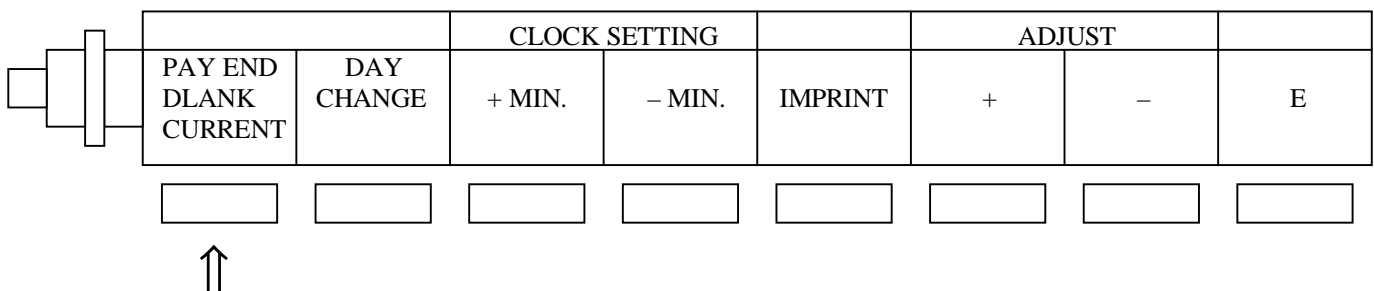 CLOCK SETTING ADJUST
PAY END DLANK CURRENT
DAY CHANGE
+ MIN.
– MIN.
IMPRINT
+
–
E